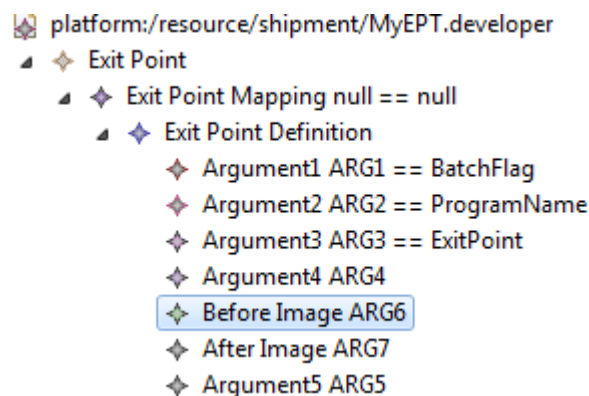 platform:/resource/shipment/MyEPT.developer
Exit Point
Exit Point Mapping null == null
Exit Point Definition
Argument1 ARG1 == BatchFlag
Argument2 ARG2 == ProgramName
Argument3 ARG3 == ExitPoint
Argument4 ARG4
Before Image ARG6
After Image ARG7
Argument5 ARG5